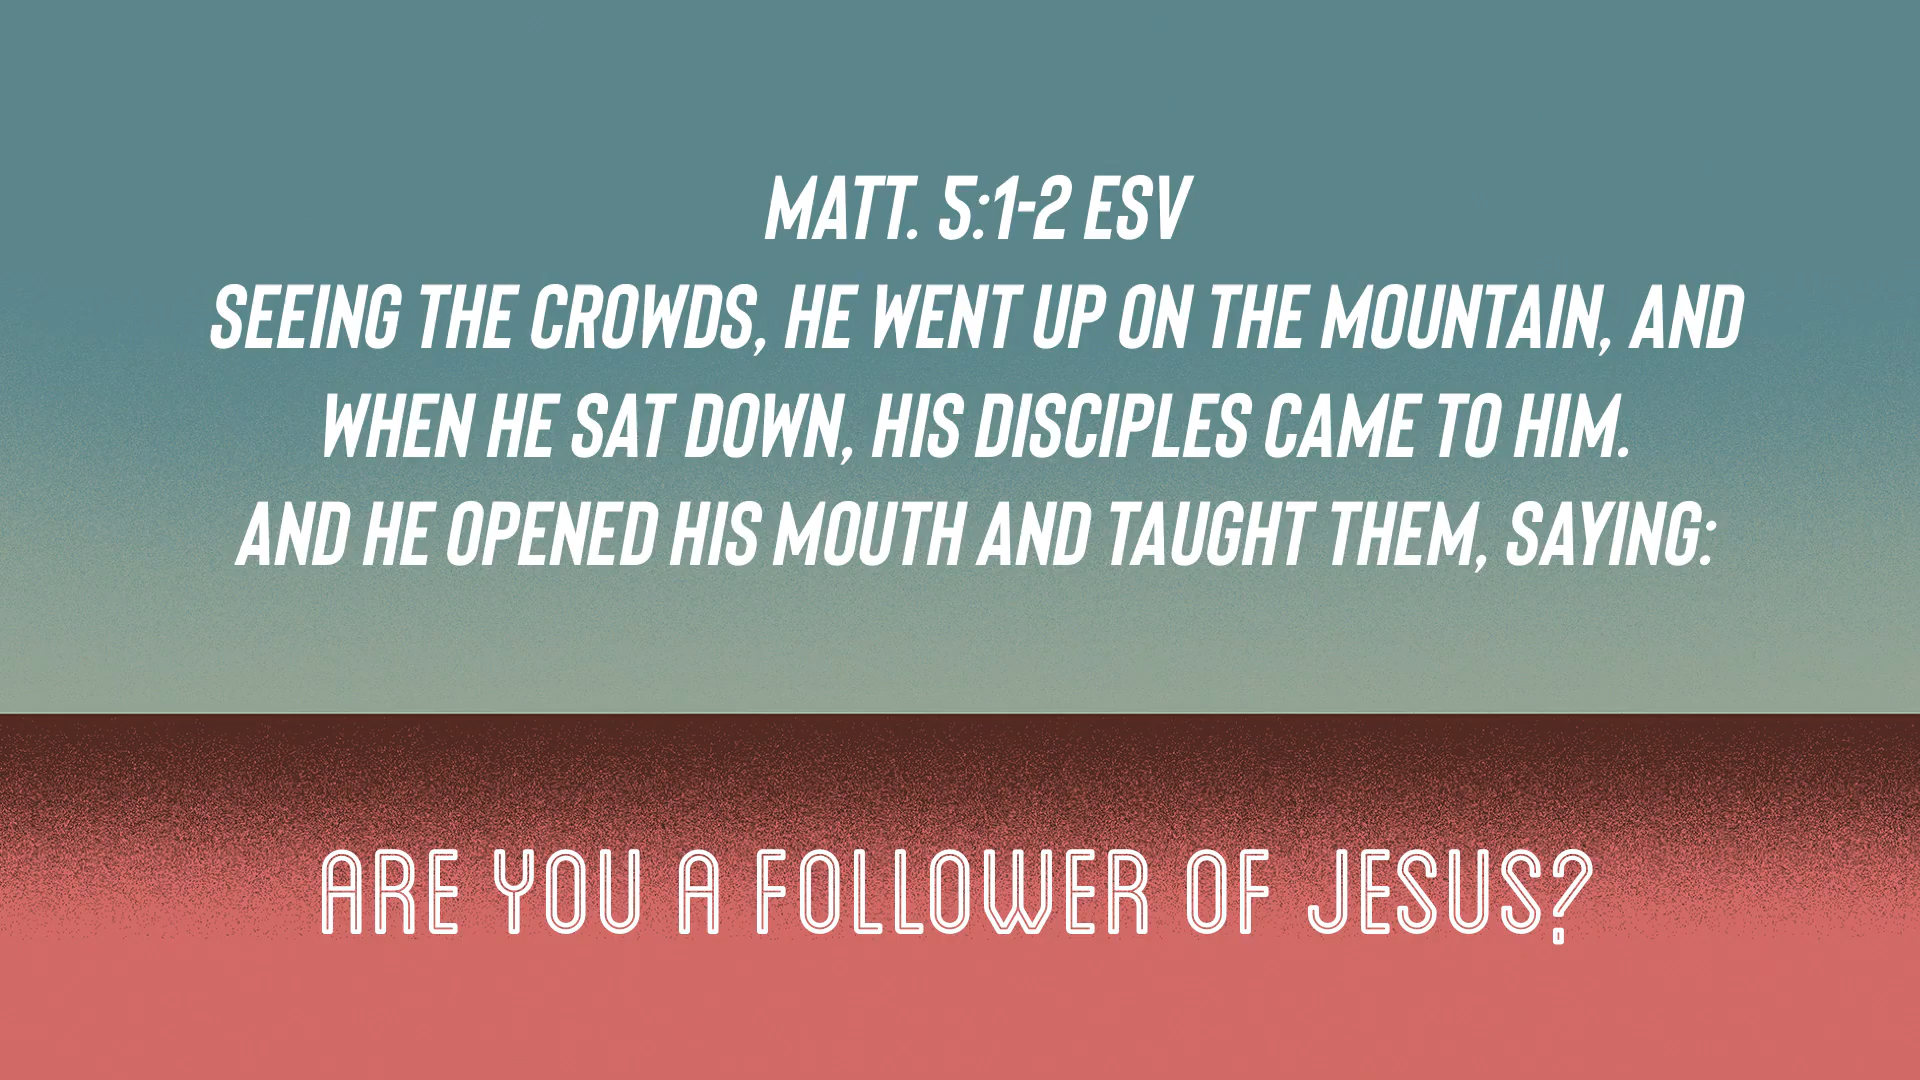 MATT. 5:1-2 ESV
SEEING THE CROWDS, HE WENT UP ON THE MOUNTAIN, AND
WHEN HE SAT DOWN, HIS DISCIPLES CAME TO HIM.
AND HE OPENED HIS MOUTH AND TAUGHT THEM, SAYING:
ARE YOU A FOLLOWER OF JESUS?